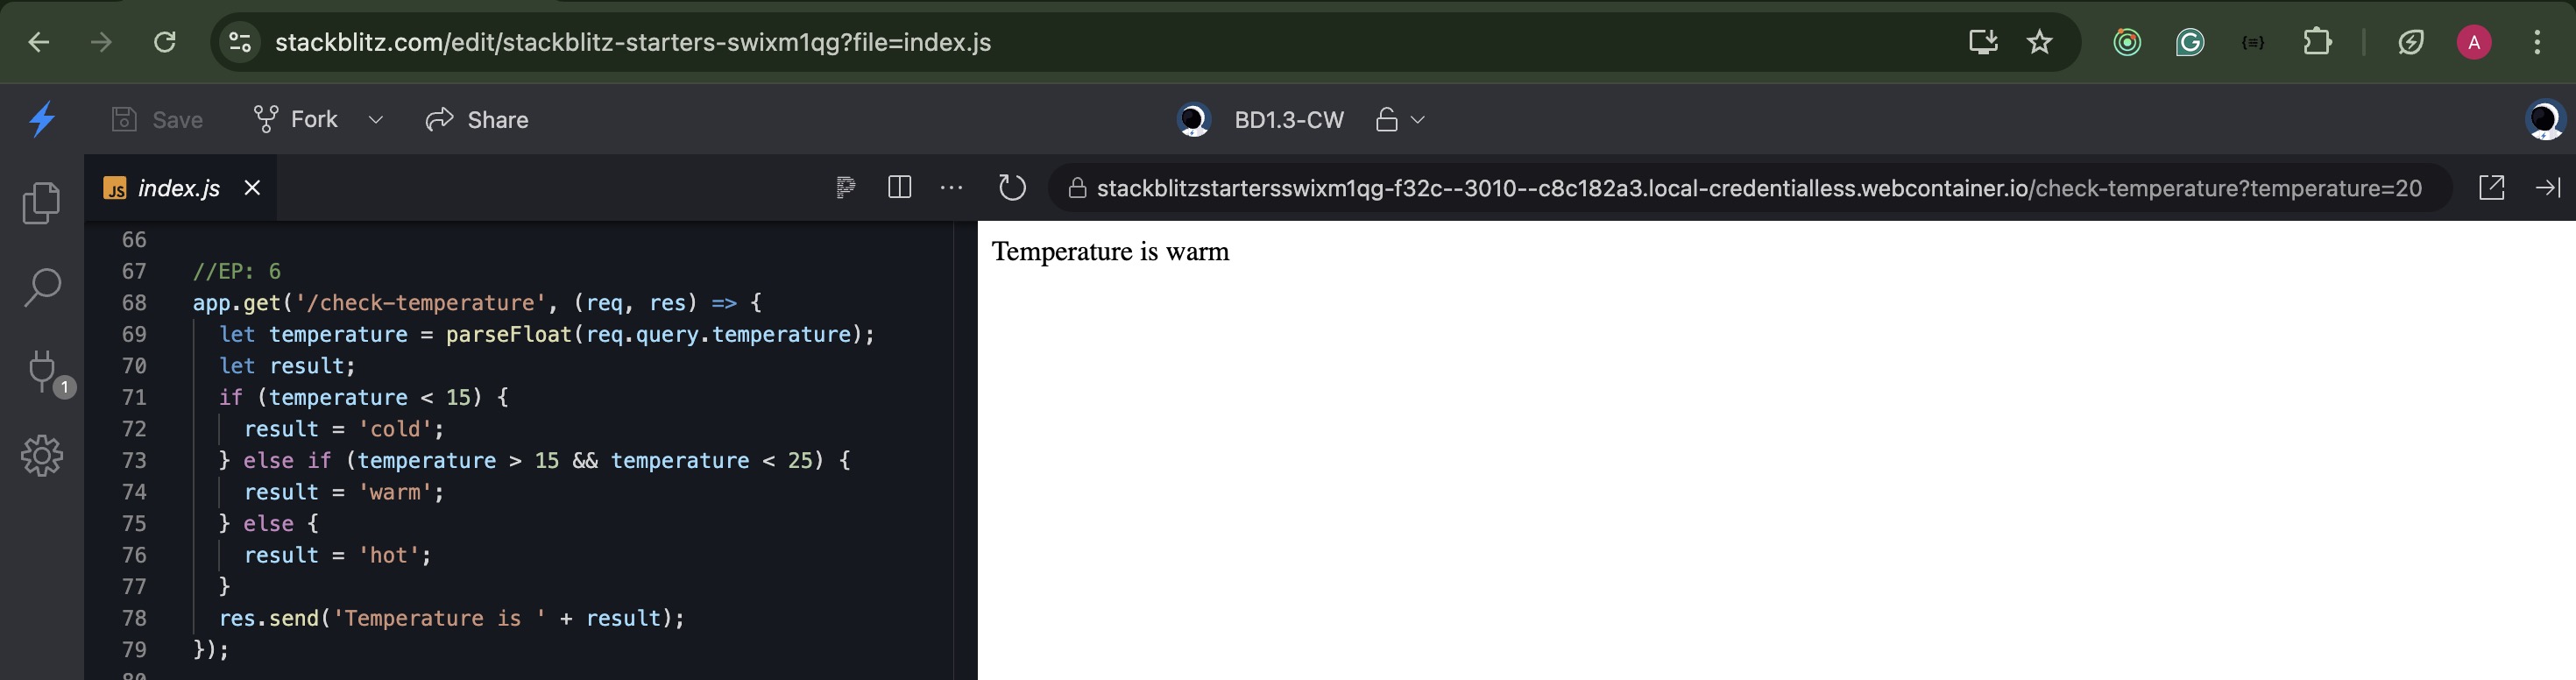 stackblitz.com/edit/stackblitz-starters-swixm1qg?file=index.js
A
Save
Fork
Share
BD1.3-CW
JS index.js
stackblitzstartersswixm1qg-f32c--3010--c8c182a3.local-credentialless.webcontainer.io/check-temperature?temperature=20
1
66
67 //EP: 6
68 app.get('/check-temperature', (req, res) => {
69 let temperature = parseFloat(req.query.temperature);
70 let result;
71 if (temperature < 15) {
72 result = 'cold';
73 } else if (temperature > 15 && temperature < 25) {
74 result = 'warm';
75 } else {
76 result = 'hot';
77 }
78 res.send('Temperature is ' + result);
79 });
80
Temperature is warm